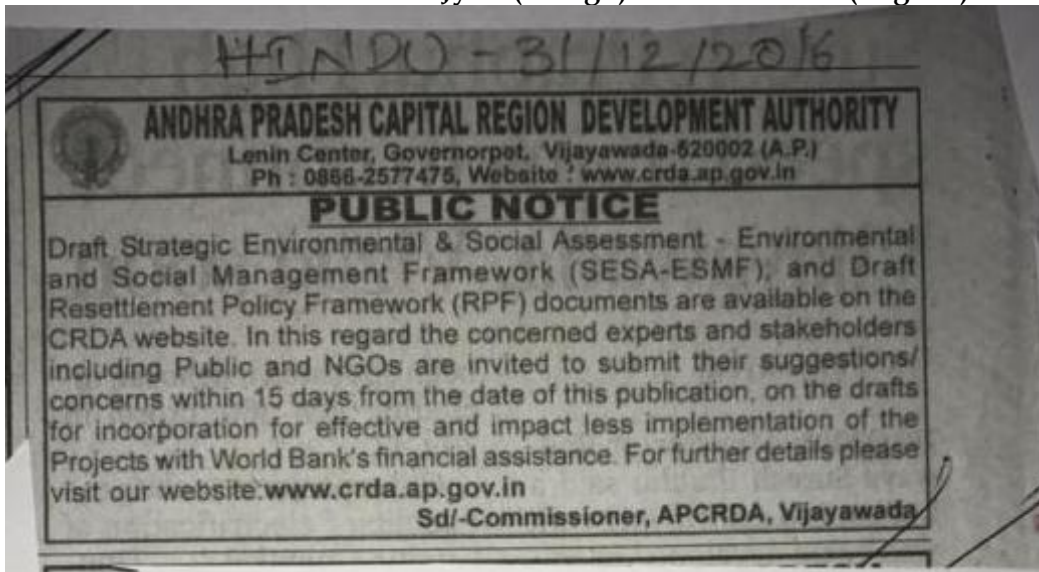 HINDU - 31/12/2016
ANDHRA PRADESH CAPITAL REGION DEVELOPMENT AUTHORITY
Lenin Center, Governorpet, Vijayawada-520002 (A.P.)
Ph : 0866-2577475, Website : www.crda.ap.gov.in
PUBLIC NOTICE
Draft Strategic Environmental & Social Assessment - Environmental
and Social Management Framework (SESA-ESMF); and Draft
Resettlement Policy Framework (RPF) documents are available on the
CRDA website. In this regard the concerned experts and stakeholders
including Public and NGOs are invited to submit their suggestions/
concerns within 15 days from the date of this publication, on the drafts
for incorporation for effective and impact less implementation of the
Projects with World Bank's financial assistance. For further details please
visit our website:www.crda.ap.gov.in
Sd/-Commissioner, APCRDA, Vijayawada